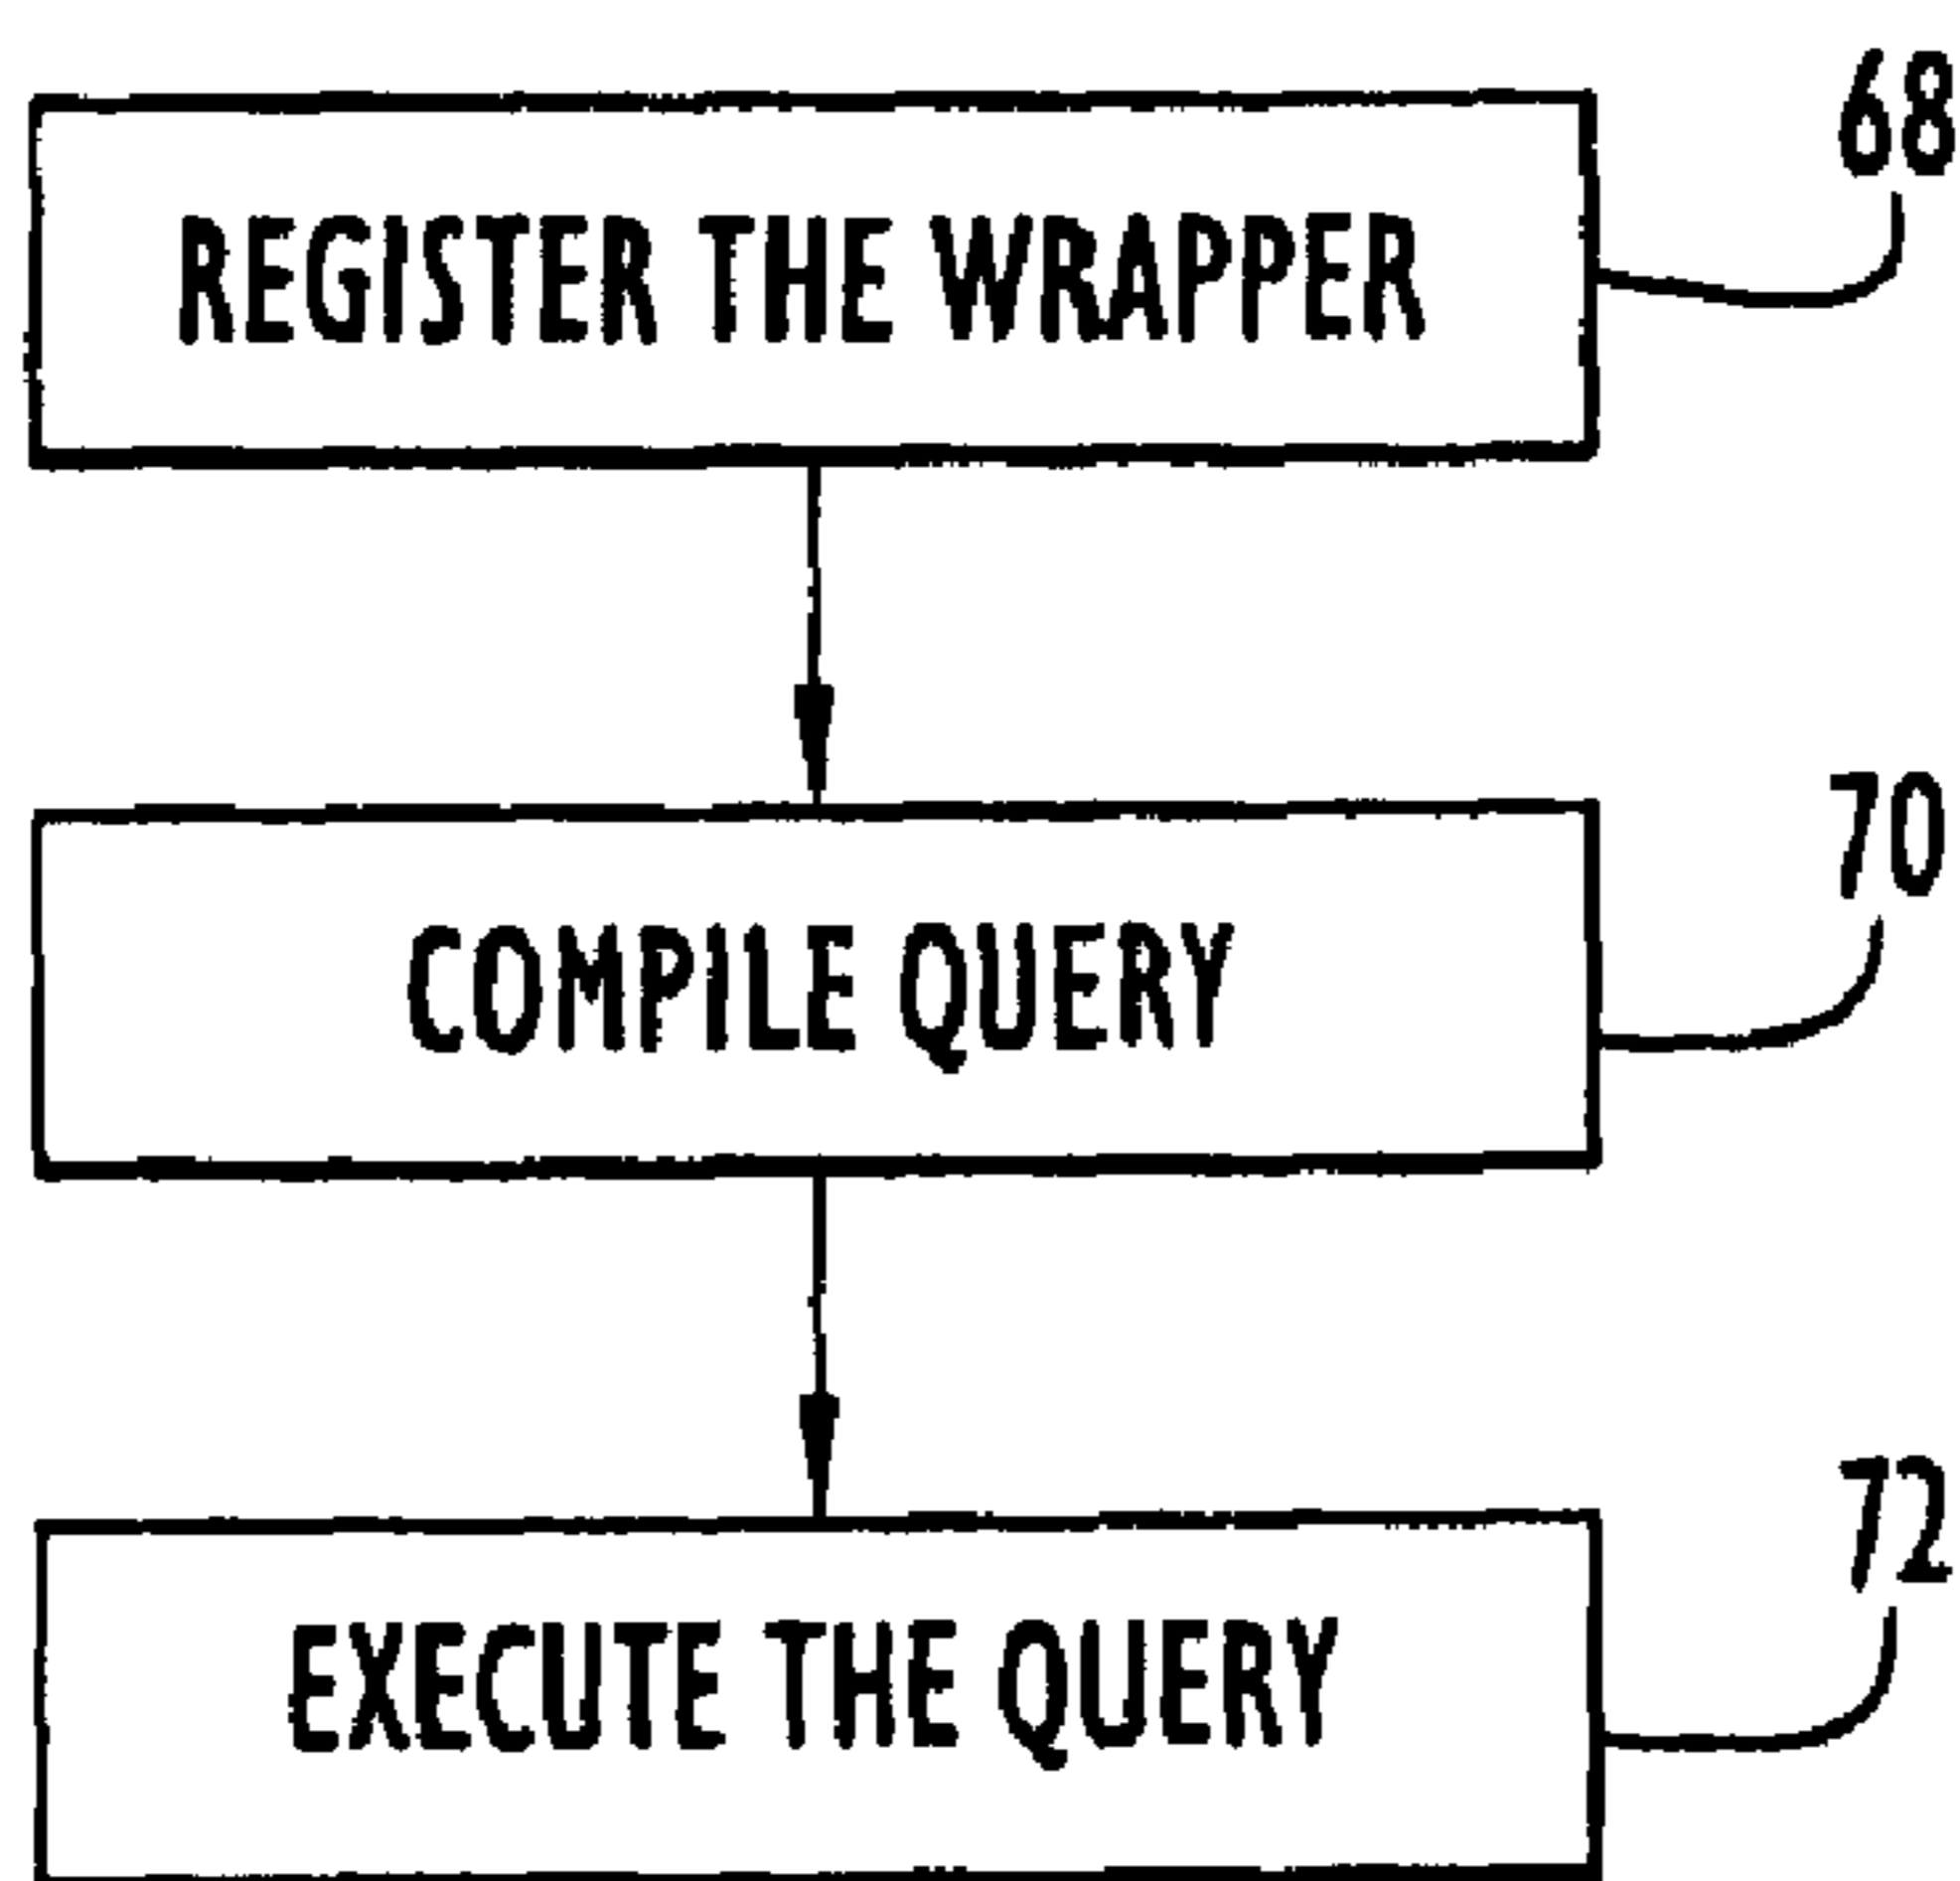 68
REGISTER THE WRAPPER
70
COMPILE QUERY
72
EXECUTE THE QUERY